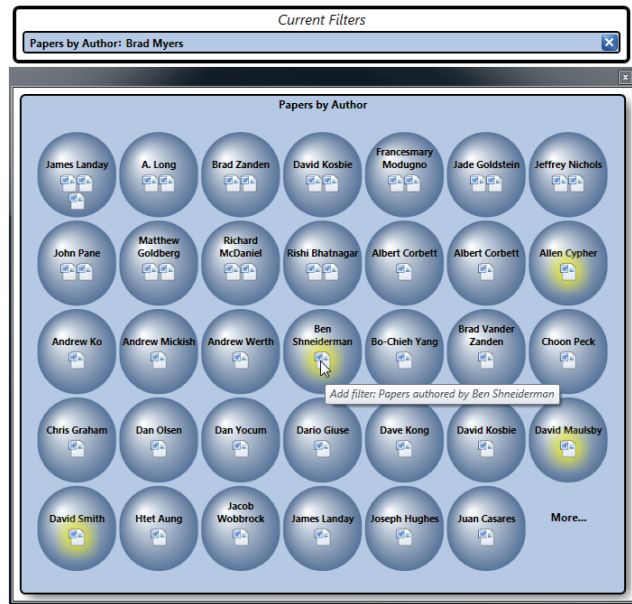 Current Filters
Papers by Author: Brad Myers
Papers by Author
James Landay
A. Long
Brad Zanden
David Kosbie
Francesmary
Modugno
Jade Goldstein
Jeffrey Nichols
John Pane
Matthew
Goldberg
Richard
McDaniel
Rishi Bhatnagar
Albert Corbett
Albert Corbett
Allen Cypher
Andrew Ko
Andrew Mickish
Andrew Werth
Ben
Shneiderman
Bo-Chieh Yang
Brad Vander
Zanden
Choon Peck
Add filter: Papers authored by Ben Shneiderman
Chris Graham
Dan Olsen
Dan Yocum
Dario Giuse
Dave Kong
David Kosbie
David Maulsby
David Smith
Htet Aung
Jacob
Wobbrock
James Landay
Joseph Hughes
Juan Casares
More...